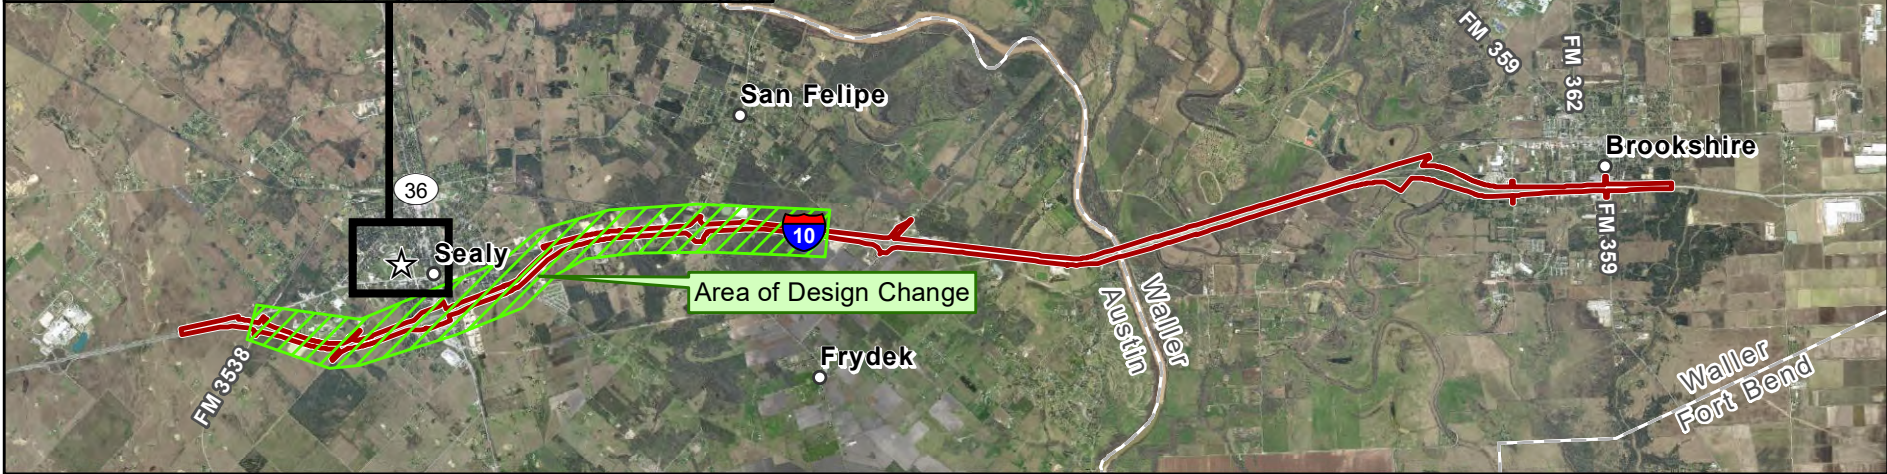 FM 359
FM 362
San Felipe
Brookshire
36
10
Sealy
FM 359
Area of Design Change
Waller
Austin
FM 3538
Frydek
Waller
Fort Bend